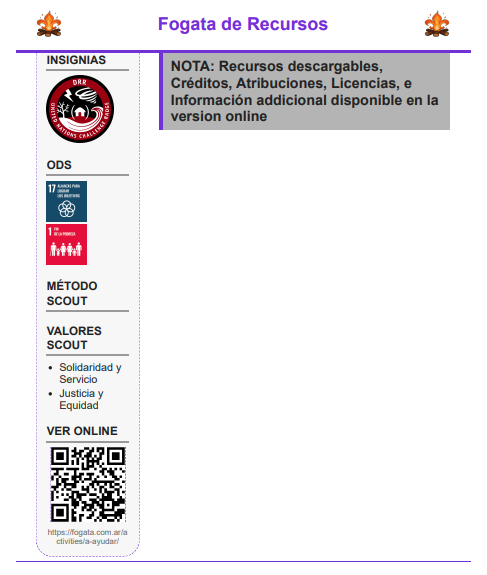 Fogata de Recursos
INSIGNIAS
DRR
UNITED NATIONS CHALLENGE BADGE
ODS
17 ALIANZAS PARA
LOGRAR
LOS OBJETIVOS
1 FIN
DE LA POBREZA
MÉTODO
SCOUT
VALORES
SCOUT
• Solidaridad y
Servicio
• Justicia y
Equidad
VER ONLINE
https://fogata.com.ar/a
ctivities/a-ayudar/
NOTA: Recursos descargables,
Créditos, Atribuciones, Licencias, e
Información addicional disponible en la
version online